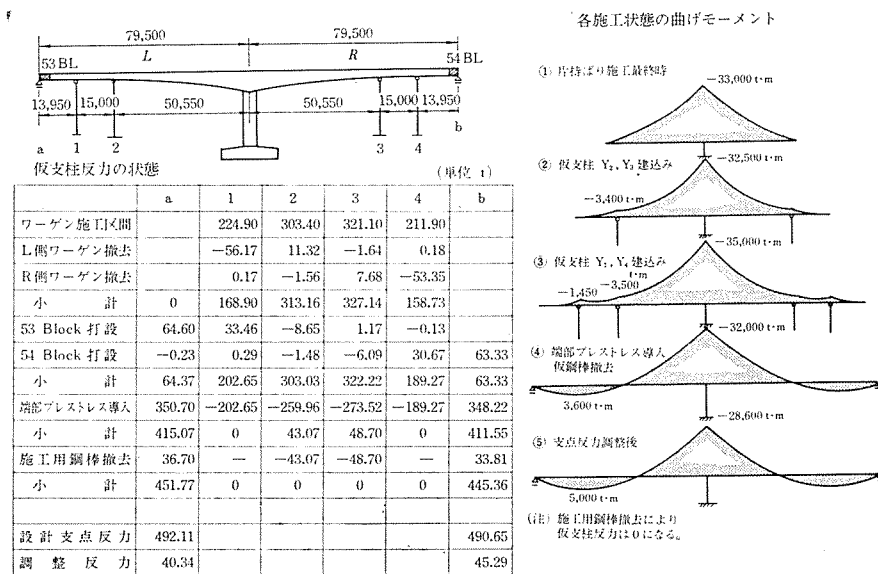 79,500 79,500
L R
53 BL 54 BL
13,950 15,000 50,550 50,550 15,000 13,950
a 1 2 3 4 b
仮支柱反力の状態 (単位 t)
a 1 2 3 4 b
ワーゲン施工区間 224.90 303.40 321.10 211.90
L側ワーゲン撤去 −56.17 11.32 −1.64 0.18
R側ワーゲン撤去 0.17 −1.56 7.68 −53.35
小計 0 168.90 313.16 327.14 158.73
53 Block 打設 64.60 33.46 −8.65 1.17 −0.13
54 Block 打設 −0.23 0.29 −1.48 −6.09 30.67 63.33
小計 64.37 202.65 303.03 322.22 189.27 63.33
端部プレストレス導入 350.70 −202.65 −259.96 −273.52 −189.27 348.22
小計 415.07 0 43.07 48.70 0 411.55
施工用鋼棒撤去 36.70 — −43.07 −48.70 — 33.81
小計 451.77 0 0 0 0 445.36
設計支点反力 492.11 490.65
調整反力 40.34 45.29
各施工状態の曲げモーメント
① 片持ばり施工最終時
−33,000 t·m
② 仮支柱 Y₂, Y₃ 建込み
−32,500 t·m
−3,400 t·m
−35,000 t·m
③ 仮支柱 Y₁, Y₄ 建込み
−1,450 −3,500 t·m
−32,000 t·m
④ 端部プレストレス導入
仮鋼棒撤去
3,600 t·m
−28,600 t·m
⑤ 支点反力調整後
5,000 t·m
(注) 施工用鋼棒撤去により
仮支柱反力は0になる。